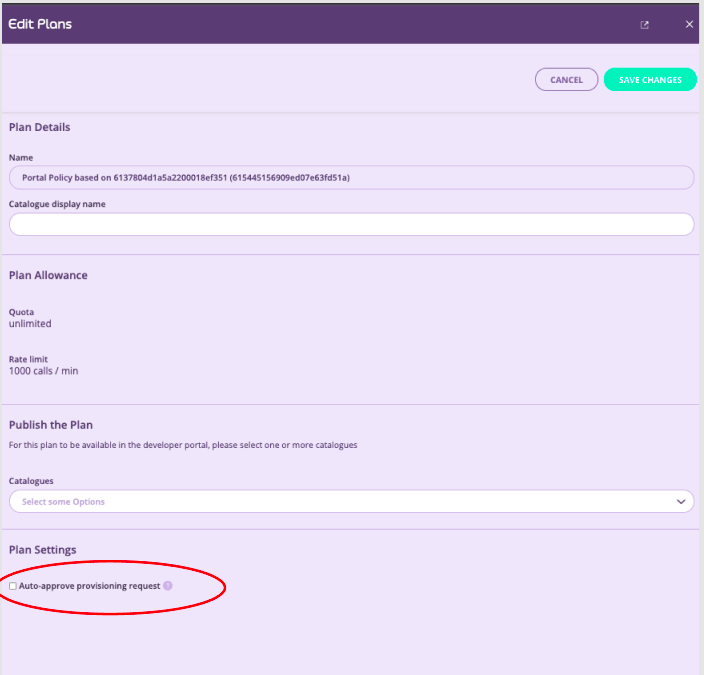 Edit Plans
CANCEL
SAVE CHANGES
Plan Details
Name
Portal Policy based on 6137804d1a5a2200018ef351 (615445156909ed07e63fd51a)
Catalogue display name
Plan Allowance
Quota
unlimited
Rate limit
1000 calls / min
Publish the Plan
For this plan to be available in the developer portal, please select one or more catalogues
Catalogues
Select some Options
Plan Settings
Auto-approve provisioning request ?